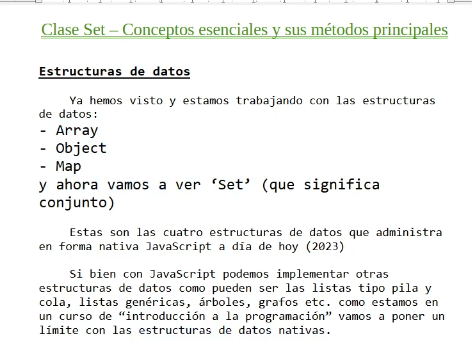 Clase Set – Conceptos esenciales y sus métodos principales
Estructuras de datos
Ya hemos visto y estamos trabajando con las estructuras
de datos:
- Array
- Object
- Map
y ahora vamos a ver ‘Set’ (que significa
conjunto)
Estas son las cuatro estructuras de datos que administra
en forma nativa JavaScript a día de hoy (2023)
Si bien con JavaScript podemos implementar otras
estructuras de datos como pueden ser las listas tipo pila y
cola, listas genéricas, árboles, grafos etc. como estamos en
un curso de “introducción a la programación” vamos a poner un
límite con las estructuras de datos nativas.